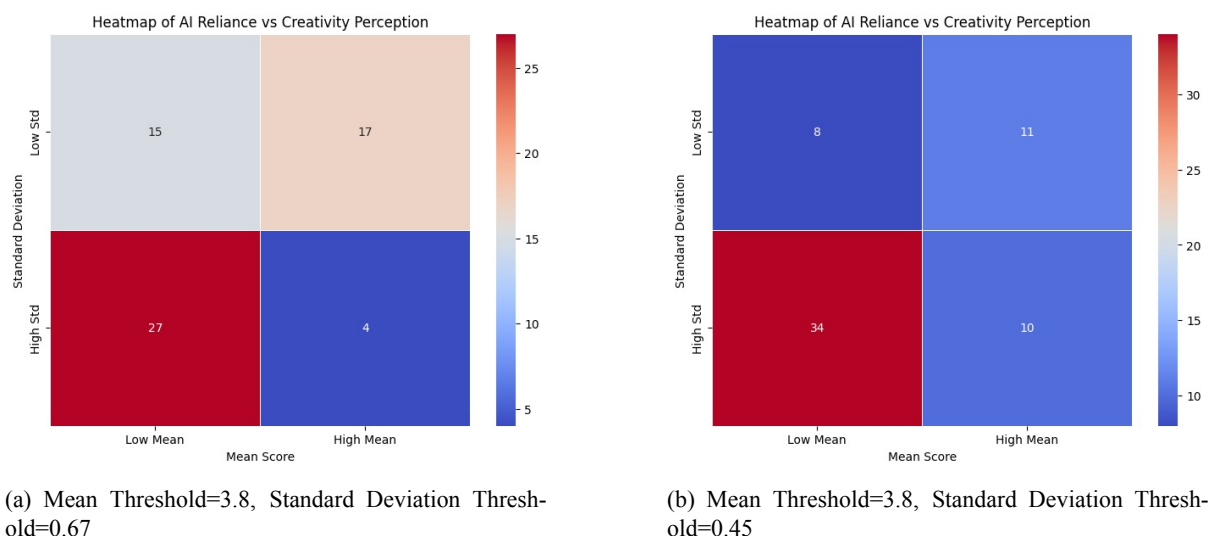 Heatmap of AI Reliance vs Creativity Perception
Low Std
High Std
Standard Deviation
15
17
27
4
25
20
15
10
5
Low Mean
High Mean
Mean Score
(a) Mean Threshold=3.8, Standard Deviation Thresh-
old=0.67
Heatmap of AI Reliance vs Creativity Perception
Low Std
High Std
Standard Deviation
8
11
34
10
30
25
20
15
10
Low Mean
High Mean
Mean Score
(b) Mean Threshold=3.8, Standard Deviation Thresh-
old=0.45